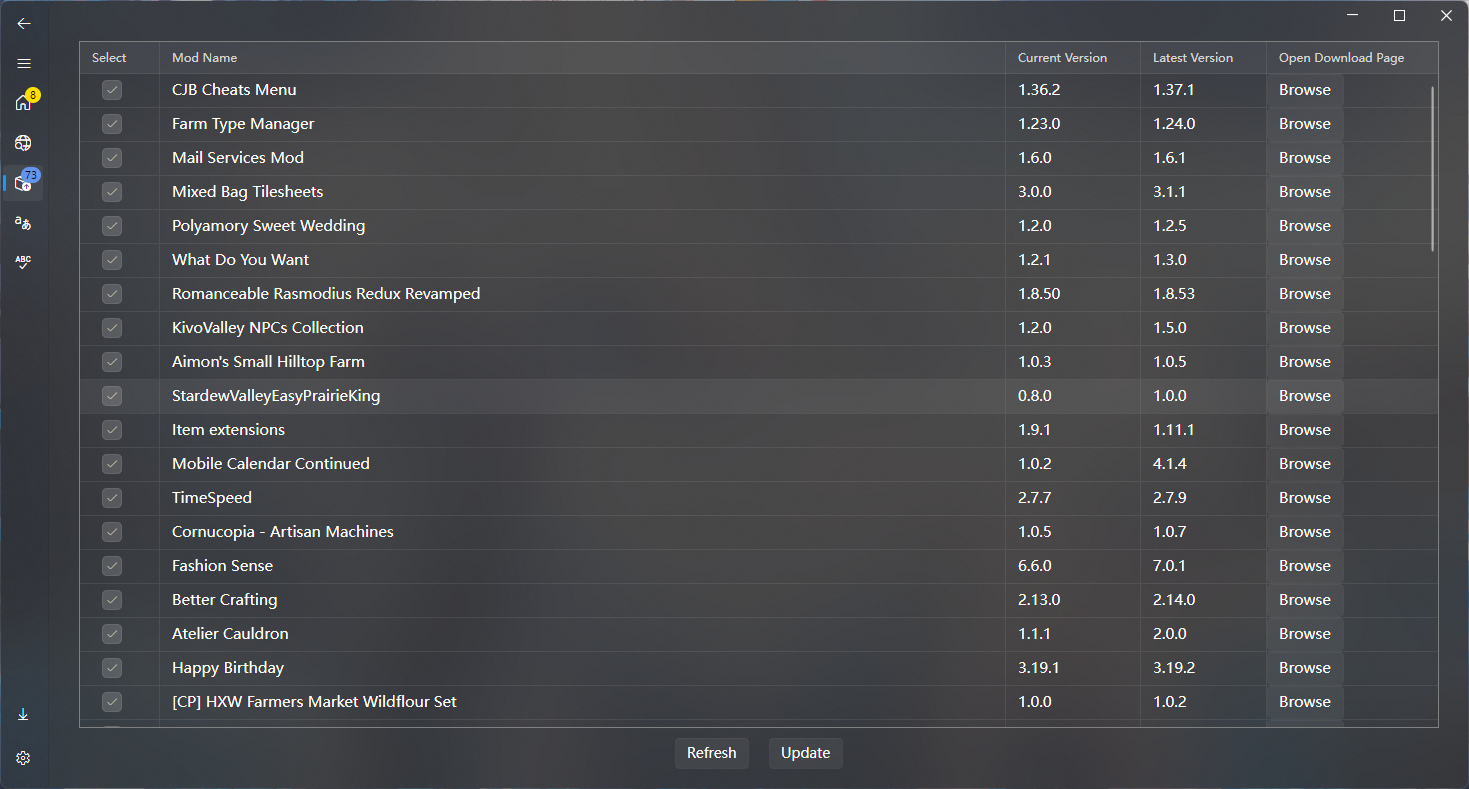 Select Mod Name Current Version Latest Version Open Download Page
8
CJB Cheats Menu 1.36.2 1.37.1 Browse
Farm Type Manager 1.23.0 1.24.0 Browse
Mail Services Mod 1.6.0 1.6.1 Browse
73
Mixed Bag Tilesheets 3.0.0 3.1.1 Browse
aあ
Polyamory Sweet Wedding 1.2.0 1.2.5 Browse
ABC
What Do You Want 1.2.1 1.3.0 Browse
Romanceable Rasmodius Redux Revamped 1.8.50 1.8.53 Browse
KivoValley NPCs Collection 1.2.0 1.5.0 Browse
Aimon's Small Hilltop Farm 1.0.3 1.0.5 Browse
StardewValleyEasyPrairieKing 0.8.0 1.0.0 Browse
Item extensions 1.9.1 1.11.1 Browse
Mobile Calendar Continued 1.0.2 4.1.4 Browse
TimeSpeed 2.7.7 2.7.9 Browse
Cornucopia - Artisan Machines 1.0.5 1.0.7 Browse
Fashion Sense 6.6.0 7.0.1 Browse
Better Crafting 2.13.0 2.14.0 Browse
Atelier Cauldron 1.1.1 2.0.0 Browse
Happy Birthday 3.19.1 3.19.2 Browse
[CP] HXW Farmers Market Wildflour Set 1.0.0 1.0.2 Browse
Refresh Update